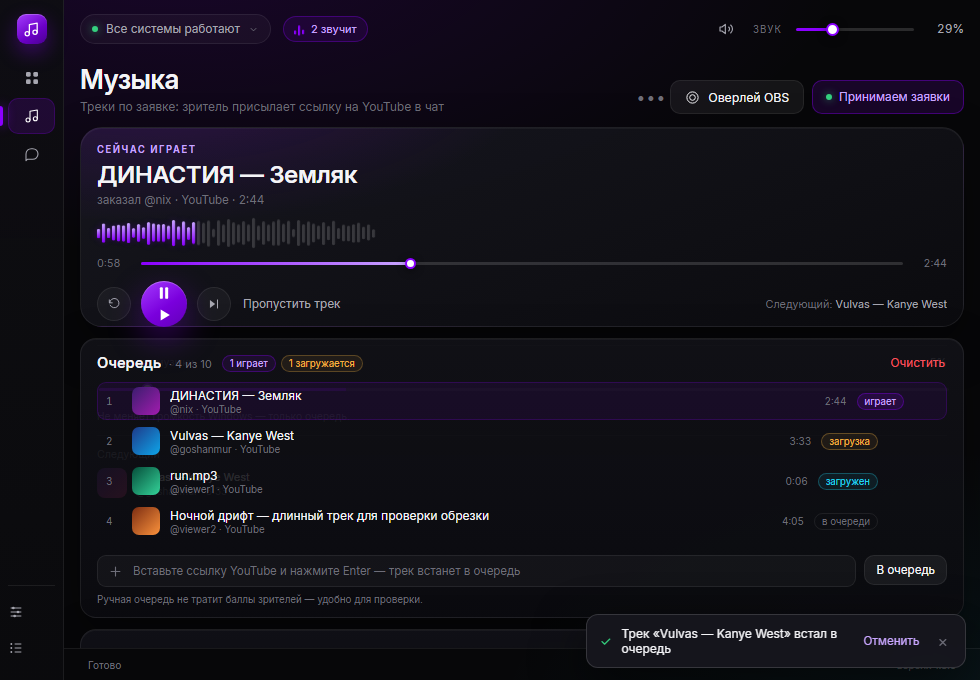 Все системы работают
2 звучит
ЗВУК
29%
Музыка
Треки по заявке: зритель присылает ссылку на YouTube в чат
Оверлей OBS
Принимаем заявки
СЕЙЧАС ИГРАЕТ
ДИНАСТИЯ — Земляк
заказал @nix · YouTube · 2:44
0:58
2:44
Пропустить трек
Следующий: Vulvas — Kanye West
Очередь · 4 из 10
1 играет
1 загружается
Очистить
1
ДИНАСТИЯ — Земляк
@nix · YouTube
2:44
играет
2
Vulvas — Kanye West
@goshanmur · YouTube
3:33
загрузка
3
run.mp3
@viewer1 · YouTube
0:06
загружен
4
Ночной дрифт — длинный трек для проверки обрезки
@viewer2 · YouTube
4:05
в очереди
Вставьте ссылку YouTube и нажмите Enter — трек встанет в очередь
В очередь
Ручная очередь не тратит баллы зрителей — удобно для проверки.
Трек «Vulvas — Kanye West» встал в
очередь
Отменить
Готово